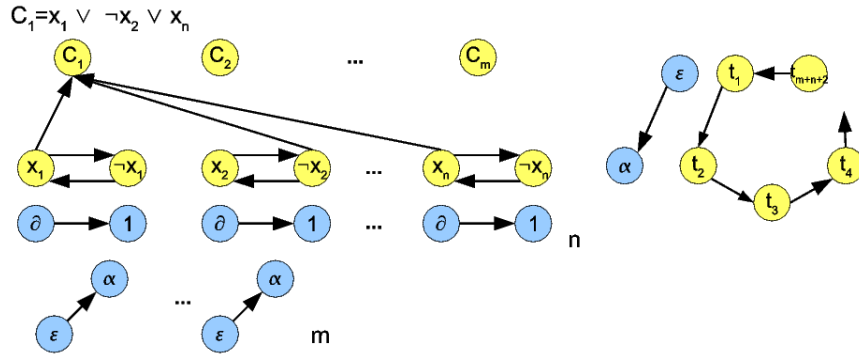 C₁=x₁ ∨ ¬x₂ ∨ xₙ
C₁ C₂ ... Cₘ
x₁ ¬x₁ x₂ ¬x₂ ... xₙ ¬xₙ
∂ 1 ∂ 1 ... ∂ 1 n
α ... α
ε ε m
ε t₁ tₘ₊ₙ₊₂
α t₂ t₄
t₃